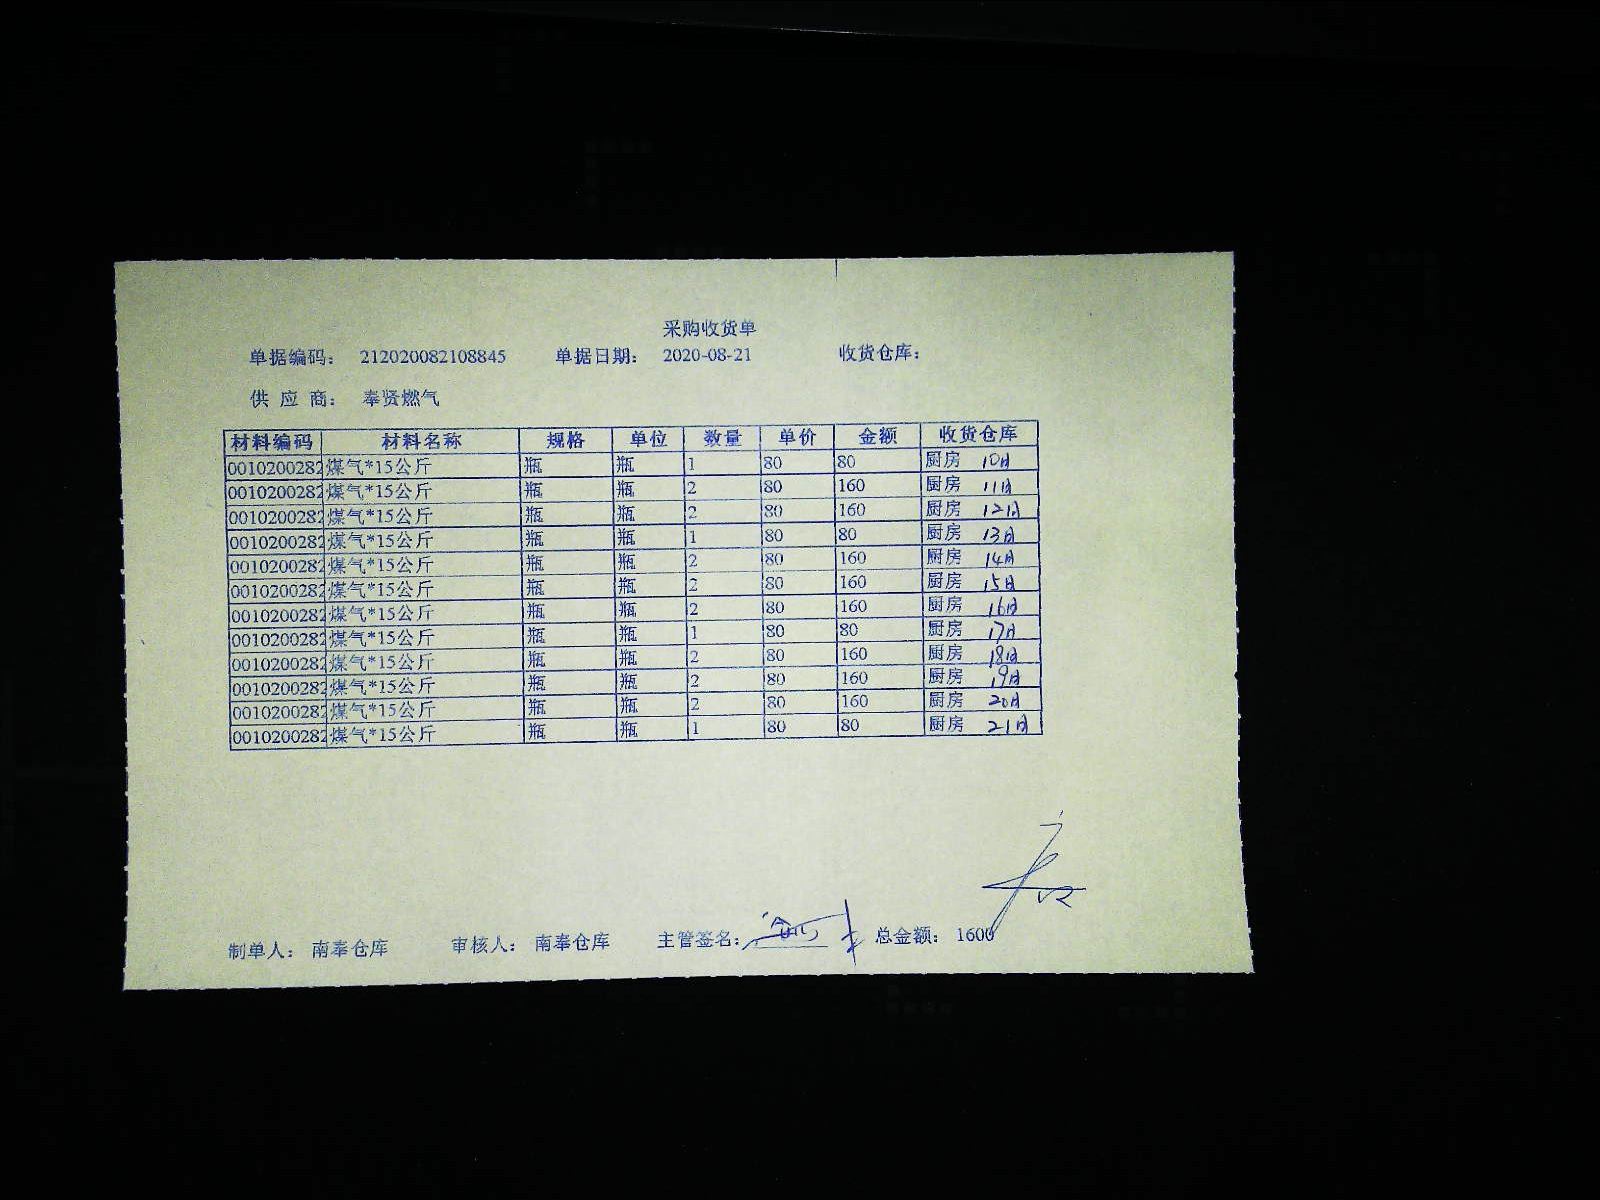 采购收货单
单据编码： 212020082108845 单据日期： 2020-08-21 收货仓库：
供 应 商： 奉贤燃气
材料编码 材料名称 规格 单位 数量 单价 金额 收货仓库
0010200282 煤气*15公斤 瓶 瓶 1 80 80 厨房 10日
0010200282 煤气*15公斤 瓶 瓶 2 80 160 厨房 11日
0010200282 煤气*15公斤 瓶 瓶 2 80 160 厨房 12日
0010200282 煤气*15公斤 瓶 瓶 1 80 80 厨房 13日
0010200282 煤气*15公斤 瓶 瓶 2 80 160 厨房 14日
0010200282 煤气*15公斤 瓶 瓶 2 80 160 厨房 15日
0010200282 煤气*15公斤 瓶 瓶 2 80 160 厨房 16日
0010200282 煤气*15公斤 瓶 瓶 1 80 80 厨房 17日
0010200282 煤气*15公斤 瓶 瓶 2 80 160 厨房 18日
0010200282 煤气*15公斤 瓶 瓶 2 80 160 厨房 19日
0010200282 煤气*15公斤 瓶 瓶 2 80 160 厨房 20日
0010200282 煤气*15公斤 瓶 瓶 1 80 80 厨房 21日
制单人： 南奉仓库 审核人： 南奉仓库 主管签名： 总金额： 1600